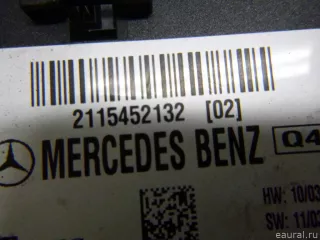 2115452132 [02]
MERCEDES BENZ Q4
HW: 10/03
SW: 11/03
© eaural.ru